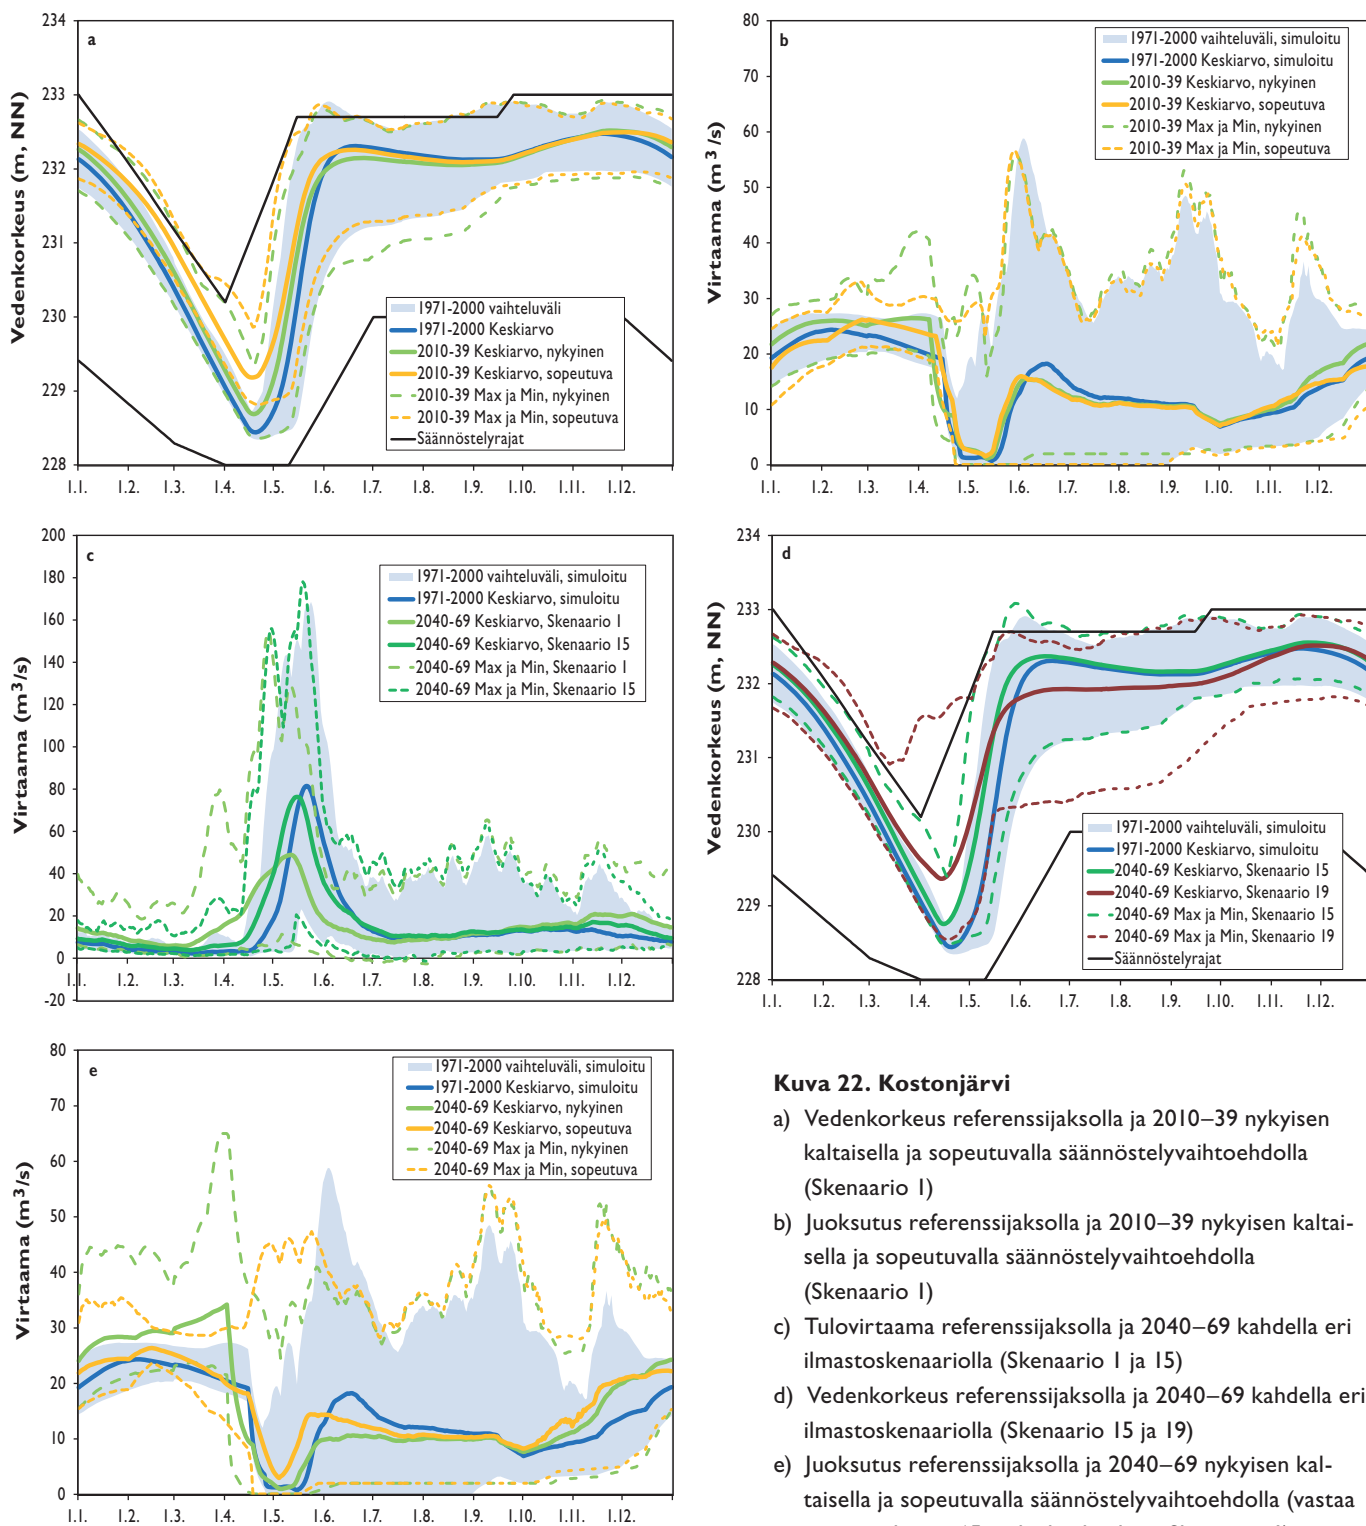 a
Vedenkorkeus (m, NN)
234
233
232
231
230
229
228
1971-2000 vaihteluväli
1971-2000 Keskiarvo
2010-39 Keskiarvo, nykyinen
2010-39 Keskiarvo, sopeutuva
2010-39 Max ja Min, nykyinen
2010-39 Max ja Min, sopeutuva
Säännöstelyrajat
1.1. 1.2. 1.3. 1.4. 1.5. 1.6. 1.7. 1.8. 1.9. 1.10. 1.11. 1.12.
b
Virtaama (m³/s)
80
70
60
50
40
30
20
10
0
1971-2000 vaihteluväli, simuloitu
1971-2000 Keskiarvo, simuloitu
2010-39 Keskiarvo, nykyinen
2010-39 Keskiarvo, sopeutuva
2010-39 Max ja Min, nykyinen
2010-39 Max ja Min, sopeutuva
1.1. 1.2. 1.3. 1.4. 1.5. 1.6. 1.7. 1.8. 1.9. 1.10. 1.11. 1.12.
c
Virtaama (m³/s)
200
180
160
140
120
100
80
60
40
20
0
-20
1971-2000 vaihteluväli, simuloitu
1971-2000 Keskiarvo, simuloitu
2040-69 Keskiarvo, Skenaario 1
2040-69 Keskiarvo, Skenaario 15
2040-69 Max ja Min, Skenaario 1
2040-69 Max ja Min, Skenaario 15
1.1. 1.2. 1.3. 1.4. 1.5. 1.6. 1.7. 1.8. 1.9. 1.10. 1.11. 1.12.
d
Vedenkorkeus (m, NN)
234
233
232
231
230
229
228
1971-2000 vaihteluväli, simuloitu
1971-2000 Keskiarvo, simuloitu
2040-69 Keskiarvo, Skenaario 15
2040-69 Keskiarvo, Skenaario 19
2040-69 Max ja Min, Skenaario 15
2040-69 Max ja Min, Skenaario 19
Säännöstelyrajat
1.1. 1.2. 1.3. 1.4. 1.5. 1.6. 1.7. 1.8. 1.9. 1.10. 1.11. 1.12.
e
Virtaama (m³/s)
80
70
60
50
40
30
20
10
0
1971-2000 vaihteluväli, simuloitu
1971-2000 Keskiarvo, simuloitu
2040-69 Keskiarvo, nykyinen
2040-69 Keskiarvo, sopeutuva
2040-69 Max ja Min, nykyinen
2040-69 Max ja Min, sopeutuva
1.1. 1.2. 1.3. 1.4. 1.5. 1.6. 1.7. 1.8. 1.9. 1.10. 1.11. 1.12.
Kuva 22. Kostonjärvi
a) Vedenkorkeus referenssijaksolla ja 2010–39 nykyisen
kaltaisella ja sopeutuvalla säännöstelyvaihtoehdolla
(Skenaario 1)
b) Juoksutus referenssijaksolla ja 2010–39 nykyisen kaltai-
sella ja sopeutuvalla säännöstelyvaihtoehdolla
(Skenaario 1)
c) Tulovirtaama referenssijaksolla ja 2040–69 kahdella eri
ilmastoskenaariolla (Skenaario 1 ja 15)
d) Vedenkorkeus referenssijaksolla ja 2040–69 kahdella eri
ilmastoskenaariolla (Skenaario 15 ja 19)
e) Juoksutus referenssijaksolla ja 2040–69 nykyisen kal-
taisella ja sopeutuvalla säännöstelyvaihtoehdolla (vastaa